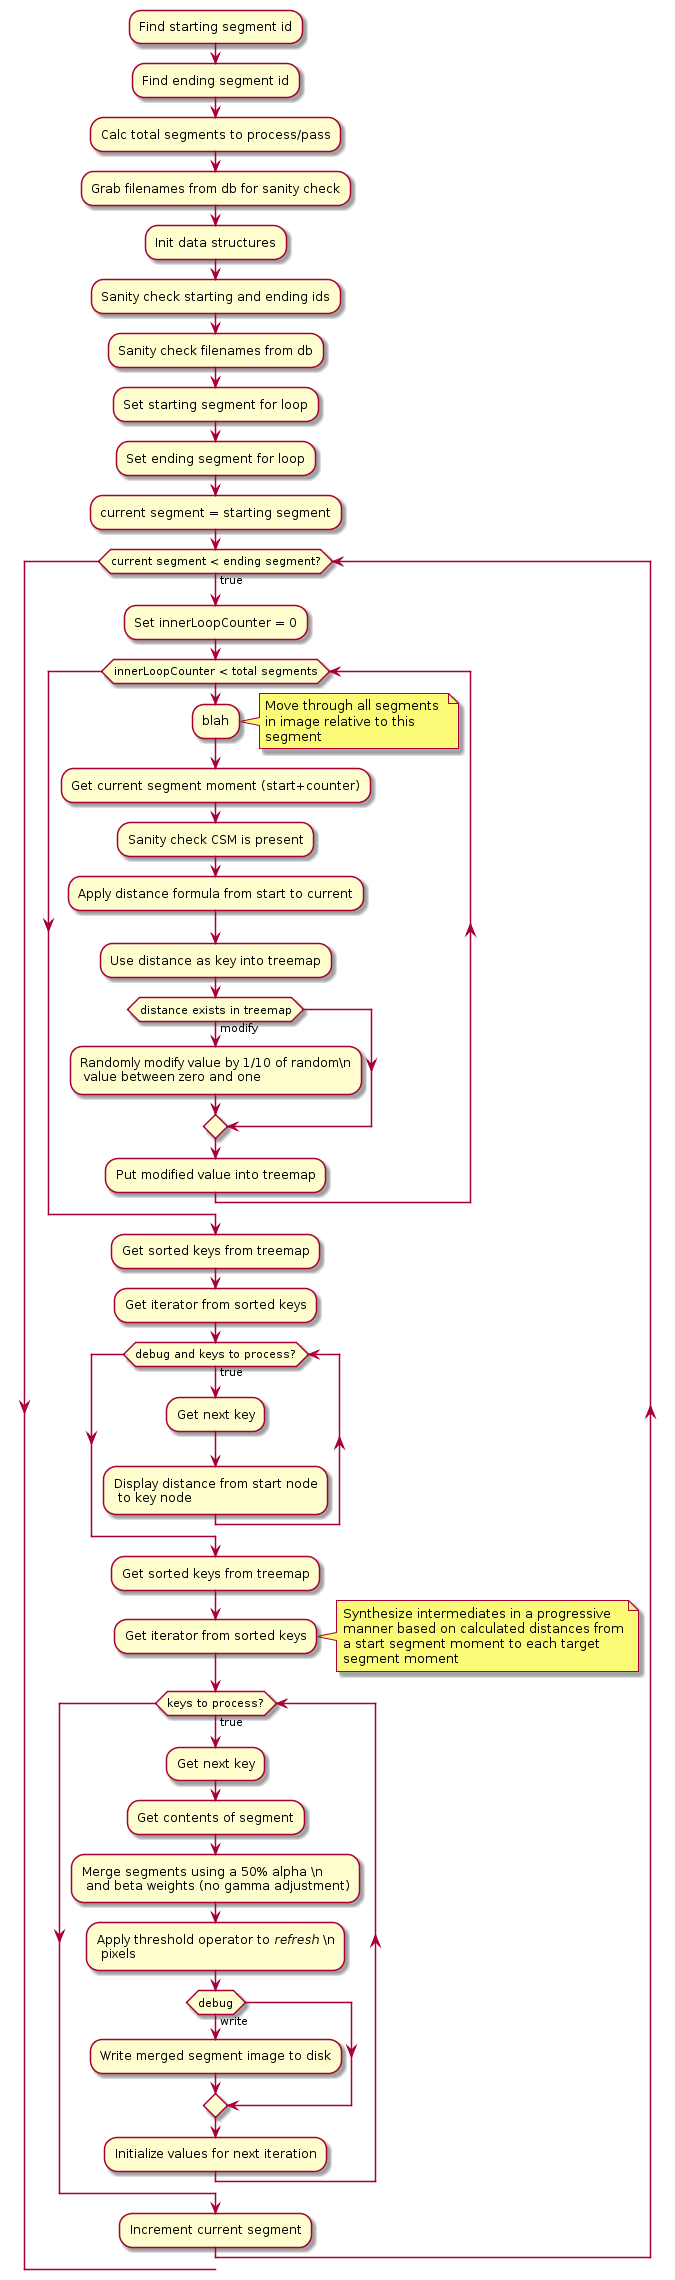 Find starting segment id
Find ending segment id
Calc total segments to process/pass
Grab filenames from db for sanity check
Init data structures
Sanity check starting and ending ids
Sanity check filenames from db
Set starting segment for loop
Set ending segment for loop
current segment = starting segment
current segment < ending segment?
true
Set innerLoopCounter = 0
innerLoopCounter < total segments
blah
Move through all segments
in image relative to this
segment
Get current segment moment (start+counter)
Sanity check CSM is present
Apply distance formula from start to current
Use distance as key into treemap
distance exists in treemap
modify
Randomly modify value by 1/10 of random\n
value between zero and one
Put modified value into treemap
Get sorted keys from treemap
Get iterator from sorted keys
debug and keys to process?
true
Get next key
Display distance from start node
to key node
Get sorted keys from treemap
Get iterator from sorted keys
Synthesize intermediates in a progressive
manner based on calculated distances from
a start segment moment to each target
segment moment
keys to process?
true
Get next key
Get contents of segment
Merge segments using a 50% alpha \n
and beta weights (no gamma adjustment)
Apply threshold operator to refresh \n
pixels
debug
write
Write merged segment image to disk
Initialize values for next iteration
Increment current segment